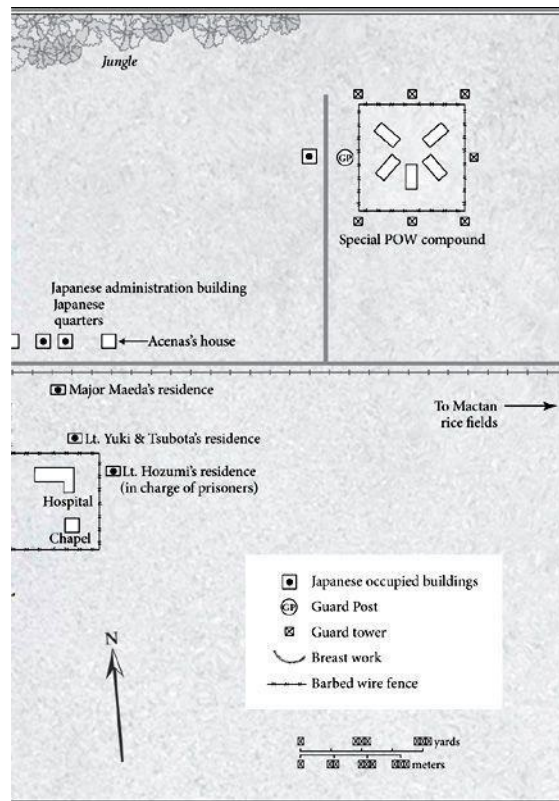 Jungle
GP
Special POW compound
Japanese administration building
Japanese
quarters
Acenas's house
Major Maeda's residence
To Mactan
rice fields
Lt. Yuki & Tsubota's residence
Lt. Hozumi's residence
(in charge of prisoners)
Hospital
Chapel
Japanese occupied buildings
GP Guard Post
Guard tower
Breast work
Barbed wire fence
N
yards
meters